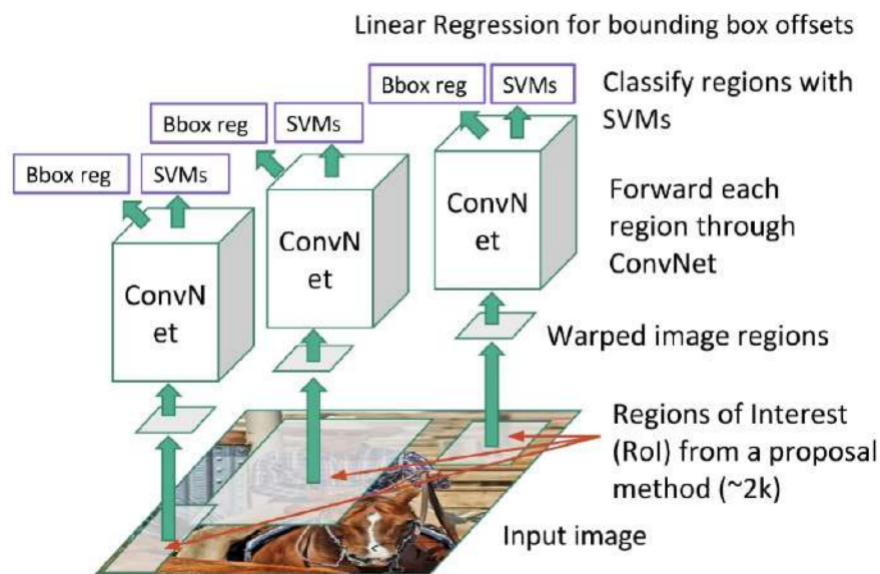 Linear Regression for bounding box offsets
Bbox reg
SVMs
Classify regions with
SVMs
Bbox reg
SVMs
Bbox reg
SVMs
ConvN
et
Forward each
region through
ConvNet
ConvN
et
ConvN
et
Warped image regions
Regions of Interest
(RoI) from a proposal
method (~2k)
Input image